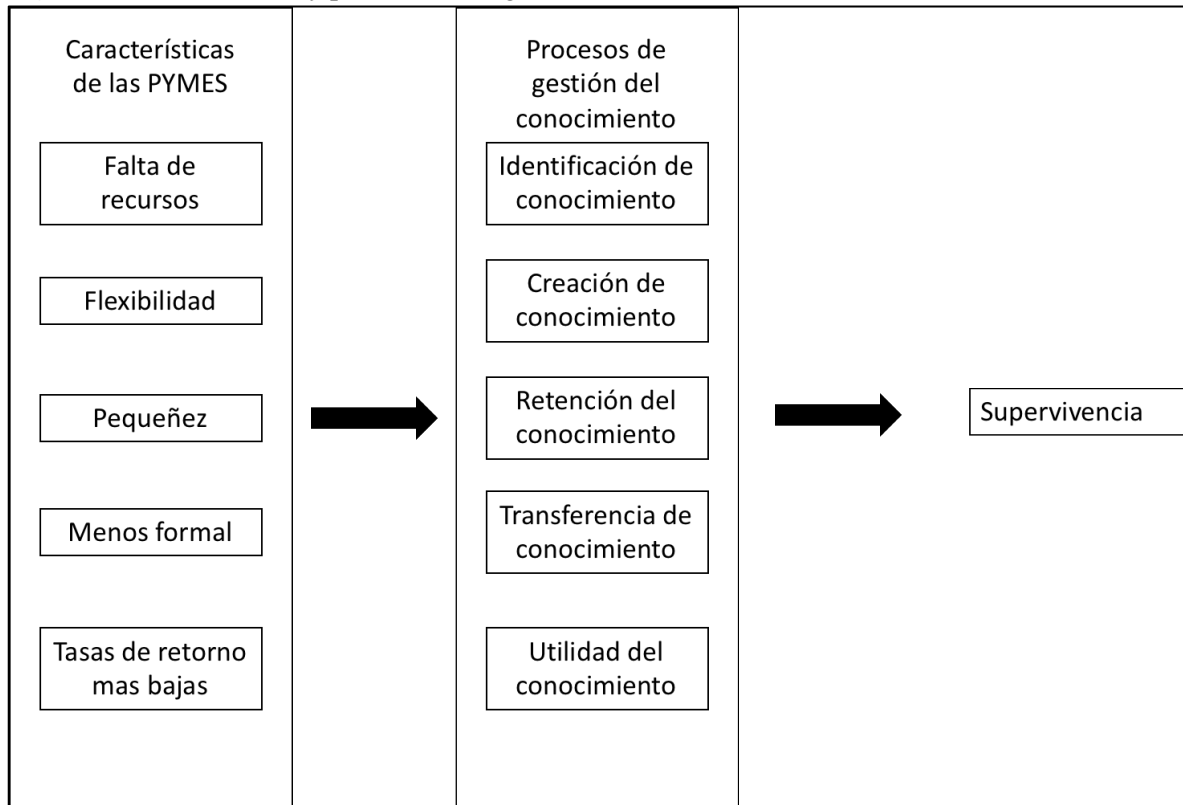 Característícas
de las PYMES
Falta de
recursos
Flexibilidad
Pequeñez
Menos formal
Tasas de retorno
mas bajas
Procesos de
gestión del
conocimiento
Identificación de
conocimiento
Creación de
conocimiento
Retención del
conocimiento
Transferencia de
conocimiento
Utilidad del
conocimiento
Supervivencia